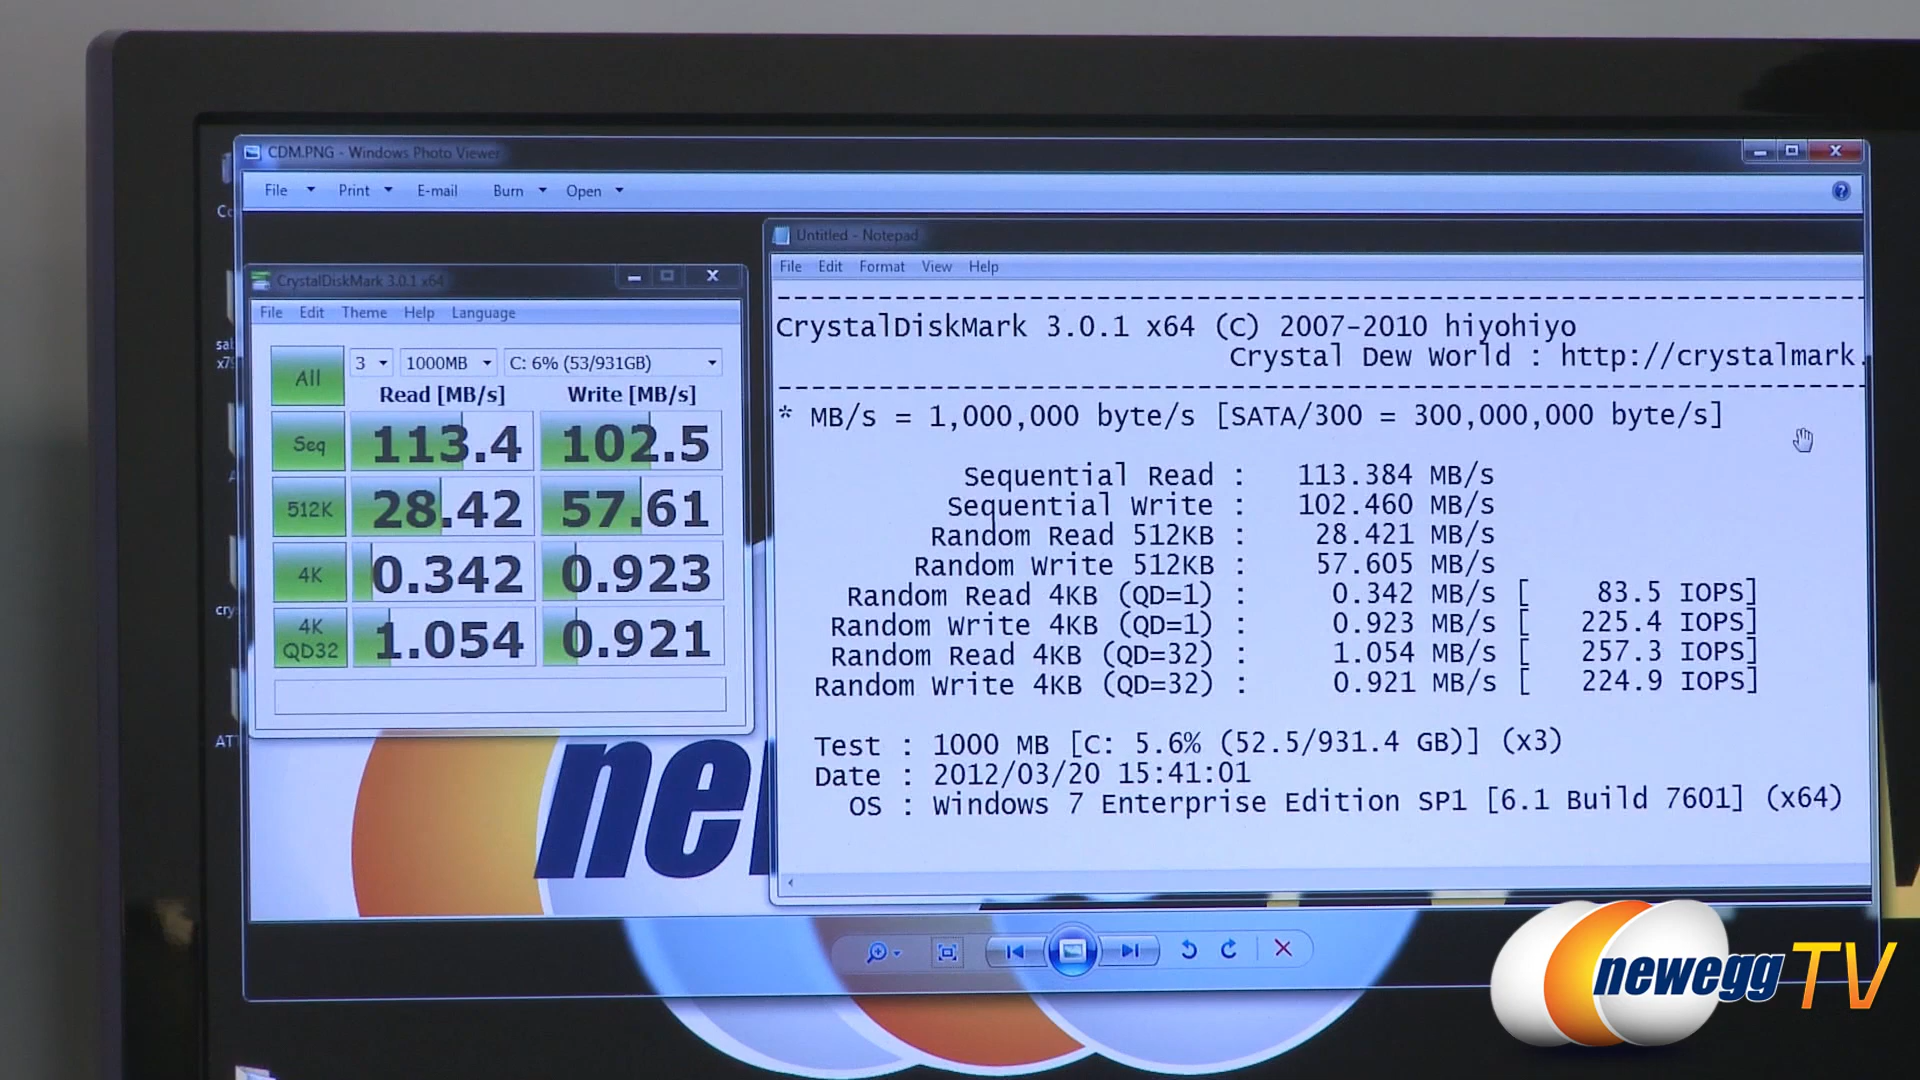 CDM.PNG - Windows Photo Viewer
File Print E-mail Burn Open
Untitled - Notepad
File Edit Format View Help
CrystalDiskMark 3.0.1 x64
File Edit Theme Help Language
All 3 1000MB C: 6% (53/931GB)
Read [MB/s] Write [MB/s]
Seq 113.4 102.5
512K 28.42 57.61
4K 0.342 0.923
4K QD32 1.054 0.921
--------------------------------------------------
CrystalDiskMark 3.0.1 x64 (C) 2007-2010 hiyohiyo
Crystal Dew World : http://crystalmark.
--------------------------------------------------
* MB/s = 1,000,000 byte/s [SATA/300 = 300,000,000 byte/s]
Sequential Read : 113.384 MB/s
Sequential Write : 102.460 MB/s
Random Read 512KB : 28.421 MB/s
Random Write 512KB : 57.605 MB/s
Random Read 4KB (QD=1) : 0.342 MB/s [ 83.5 IOPS]
Random Write 4KB (QD=1) : 0.923 MB/s [ 225.4 IOPS]
Random Read 4KB (QD=32) : 1.054 MB/s [ 257.3 IOPS]
Random Write 4KB (QD=32) : 0.921 MB/s [ 224.9 IOPS]
Test : 1000 MB [C: 5.6% (52.5/931.4 GB)] (x3)
Date : 2012/03/20 15:41:01
OS : Windows 7 Enterprise Edition SP1 [6.1 Build 7601] (x64)
newegg TV